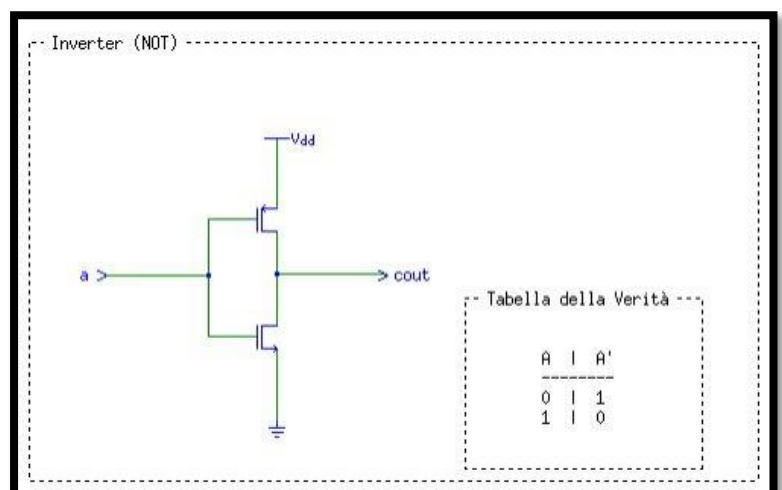 Inverter (NOT)
Vdd
a
cout
Tabella della Verità
A | A'
--------
0 | 1
1 | 0